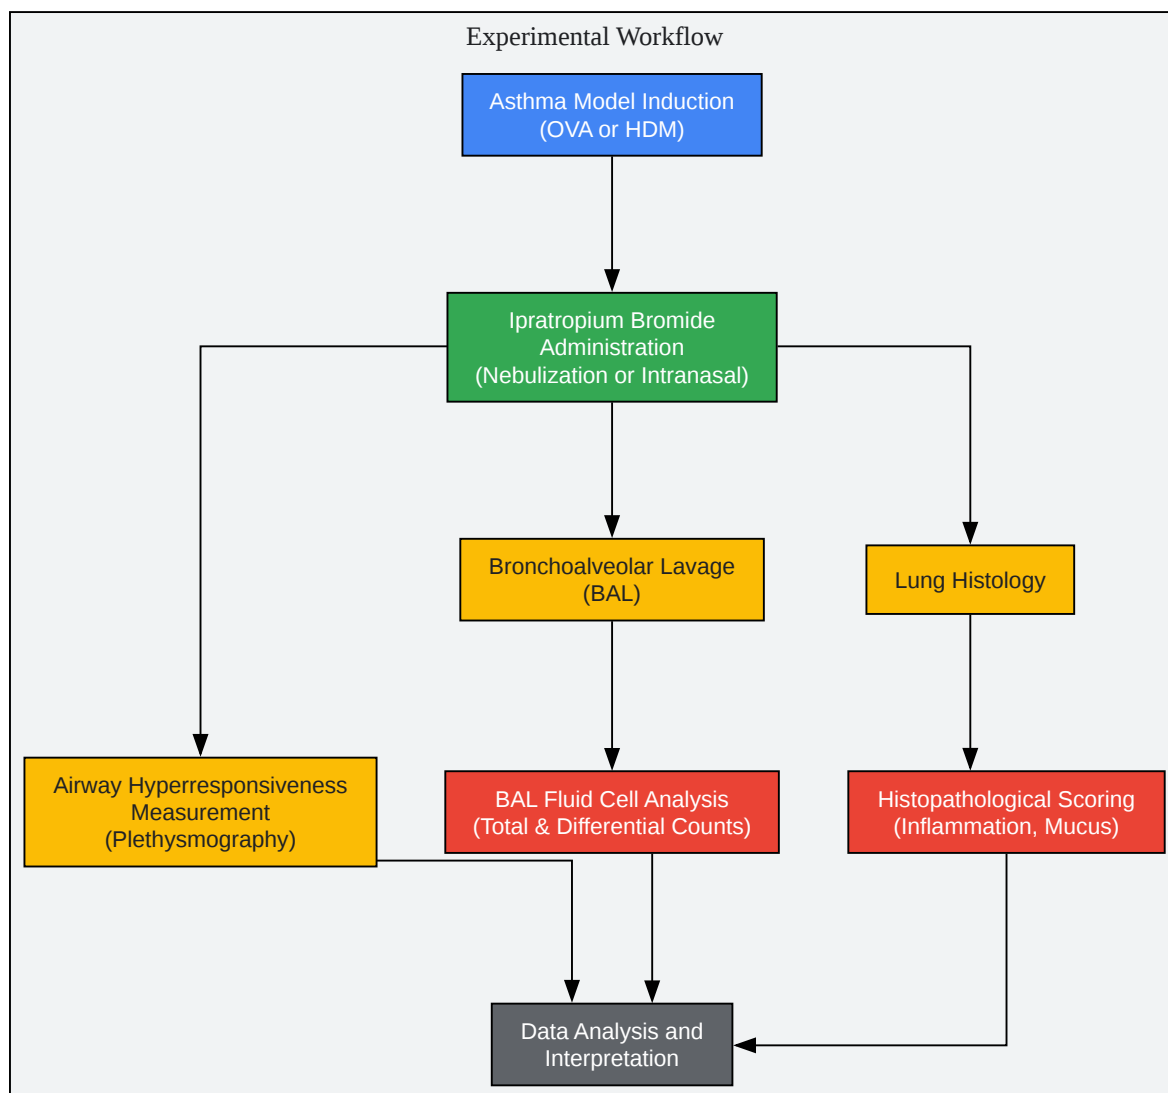 Experimental Workflow
Asthma Model Induction
(OVA or HDM)
Ipratropium Bromide
Administration
(Nebulization or Intranasal)
Bronchoalveolar Lavage
(BAL)
Lung Histology
Airway Hyperresponsiveness
Measurement
(Plethysmography)
BAL Fluid Cell Analysis
(Total & Differential Counts)
Histopathological Scoring
(Inflammation, Mucus)
Data Analysis and
Interpretation